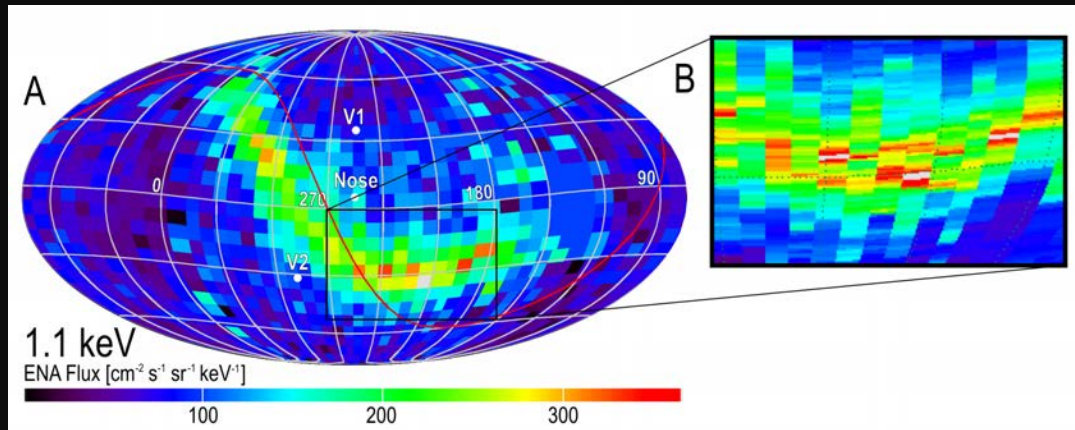 A
B
V1
Nose
0
270
180
90
V2
1.1 keV
ENA Flux [cm⁻² s⁻¹ sr⁻¹ keV⁻¹]
100 200 300